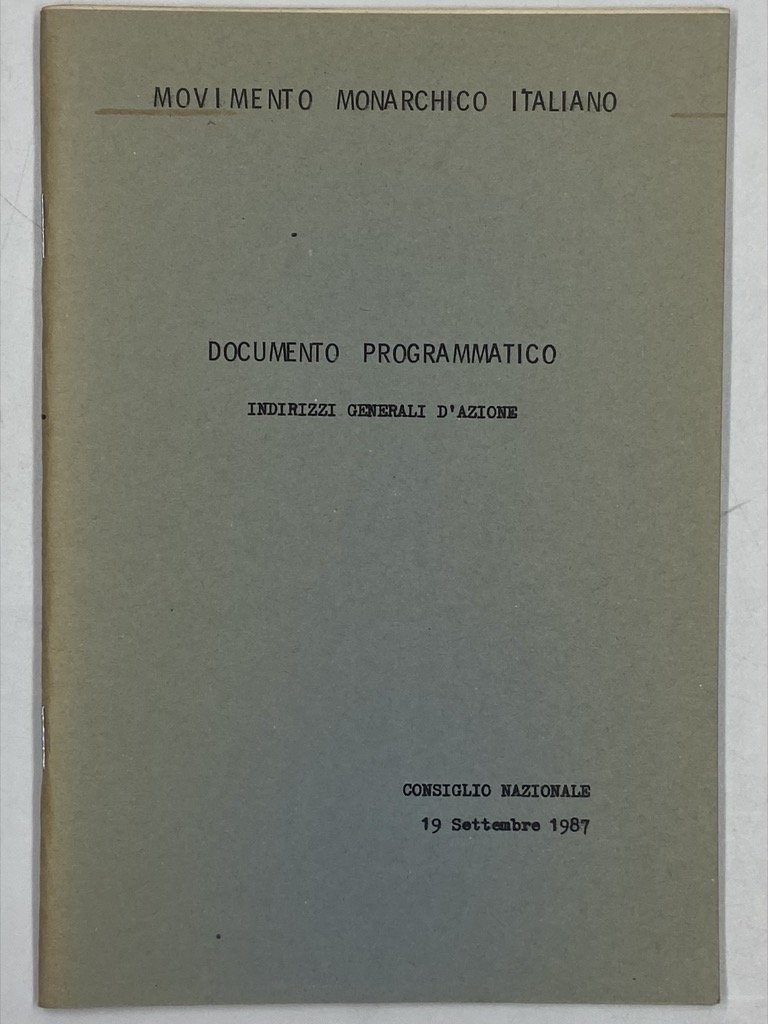 MOVIMENTO MONARCHICO ITALIANO
DOCUMENTO PROGRAMMATICO
INDIRIZZI GENERALI D'AZIONE
CONSIGLIO NAZIONALE
19 Settembre 1987